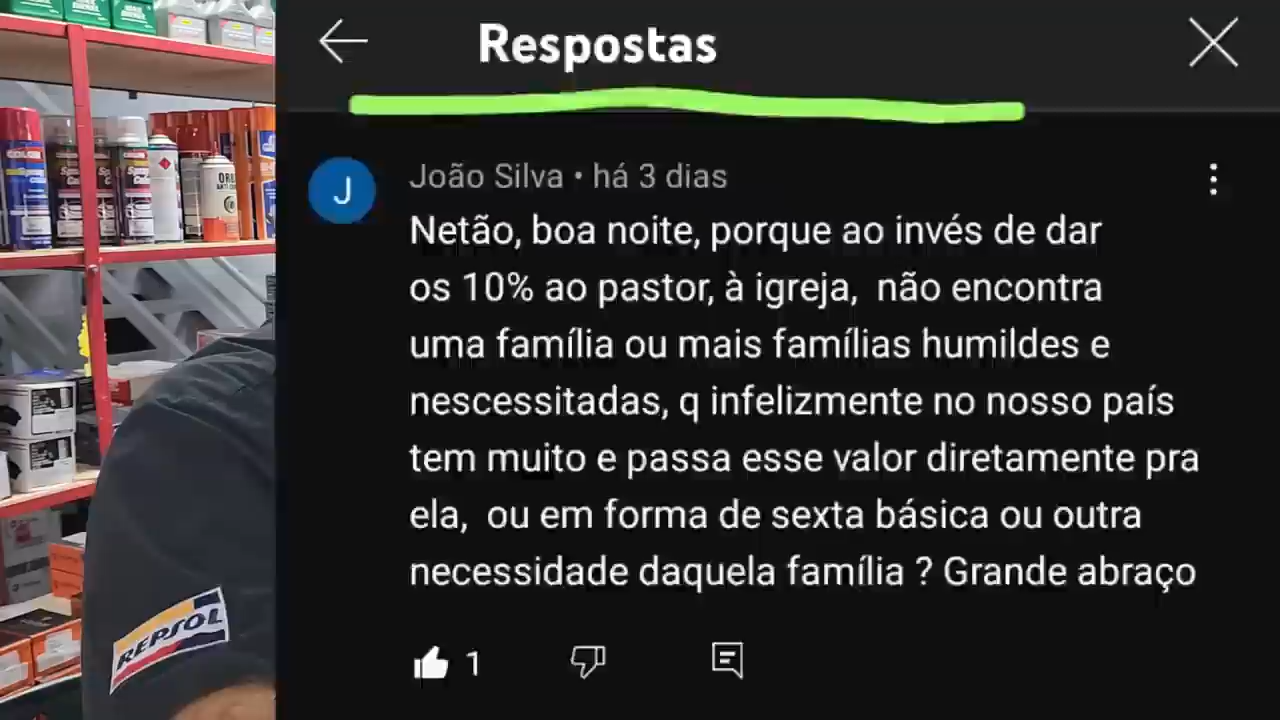 Respostas
João Silva • há 3 dias
J
Netão, boa noite, porque ao invés de dar
os 10% ao pastor, à igreja, não encontra
uma família ou mais famílias humildes e
nescessitadas, q infelizmente no nosso país
tem muito e passa esse valor diretamente pra
ela, ou em forma de sexta básica ou outra
necessidade daquela família ? Grande abraço
1
REPSOL